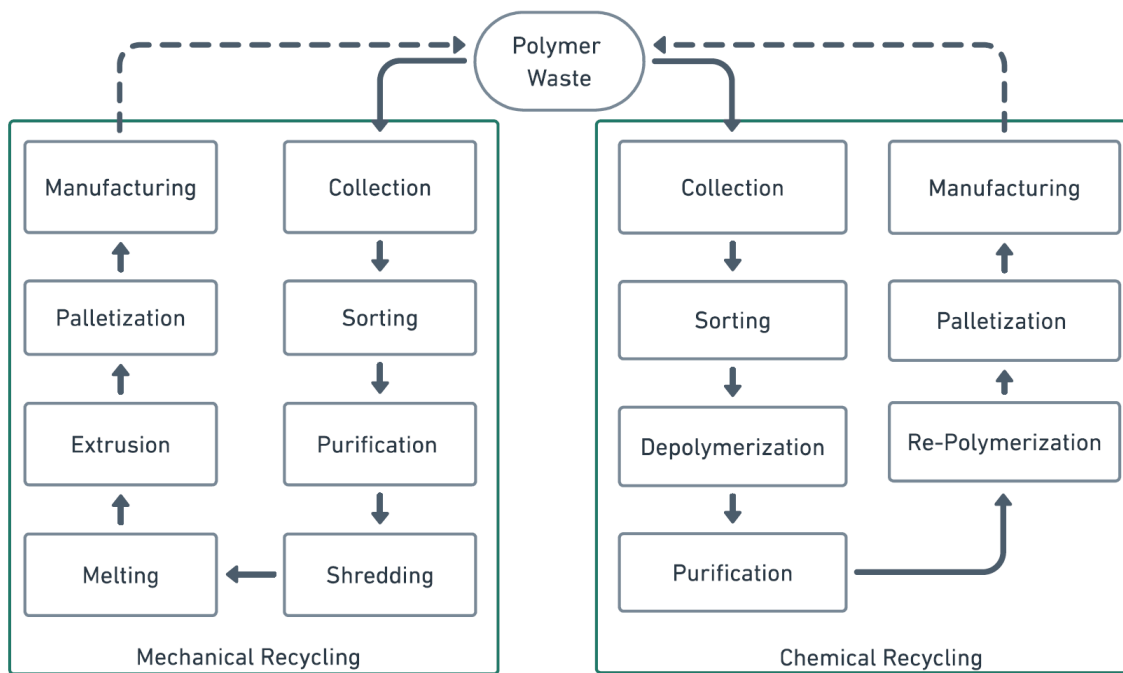 Polymer
Waste
Manufacturing
Collection
Palletization
Sorting
Extrusion
Purification
Melting
Shredding
Mechanical Recycling
Collection
Manufacturing
Sorting
Palletization
Depolymerization
Re-Polymerization
Purification
Chemical Recycling